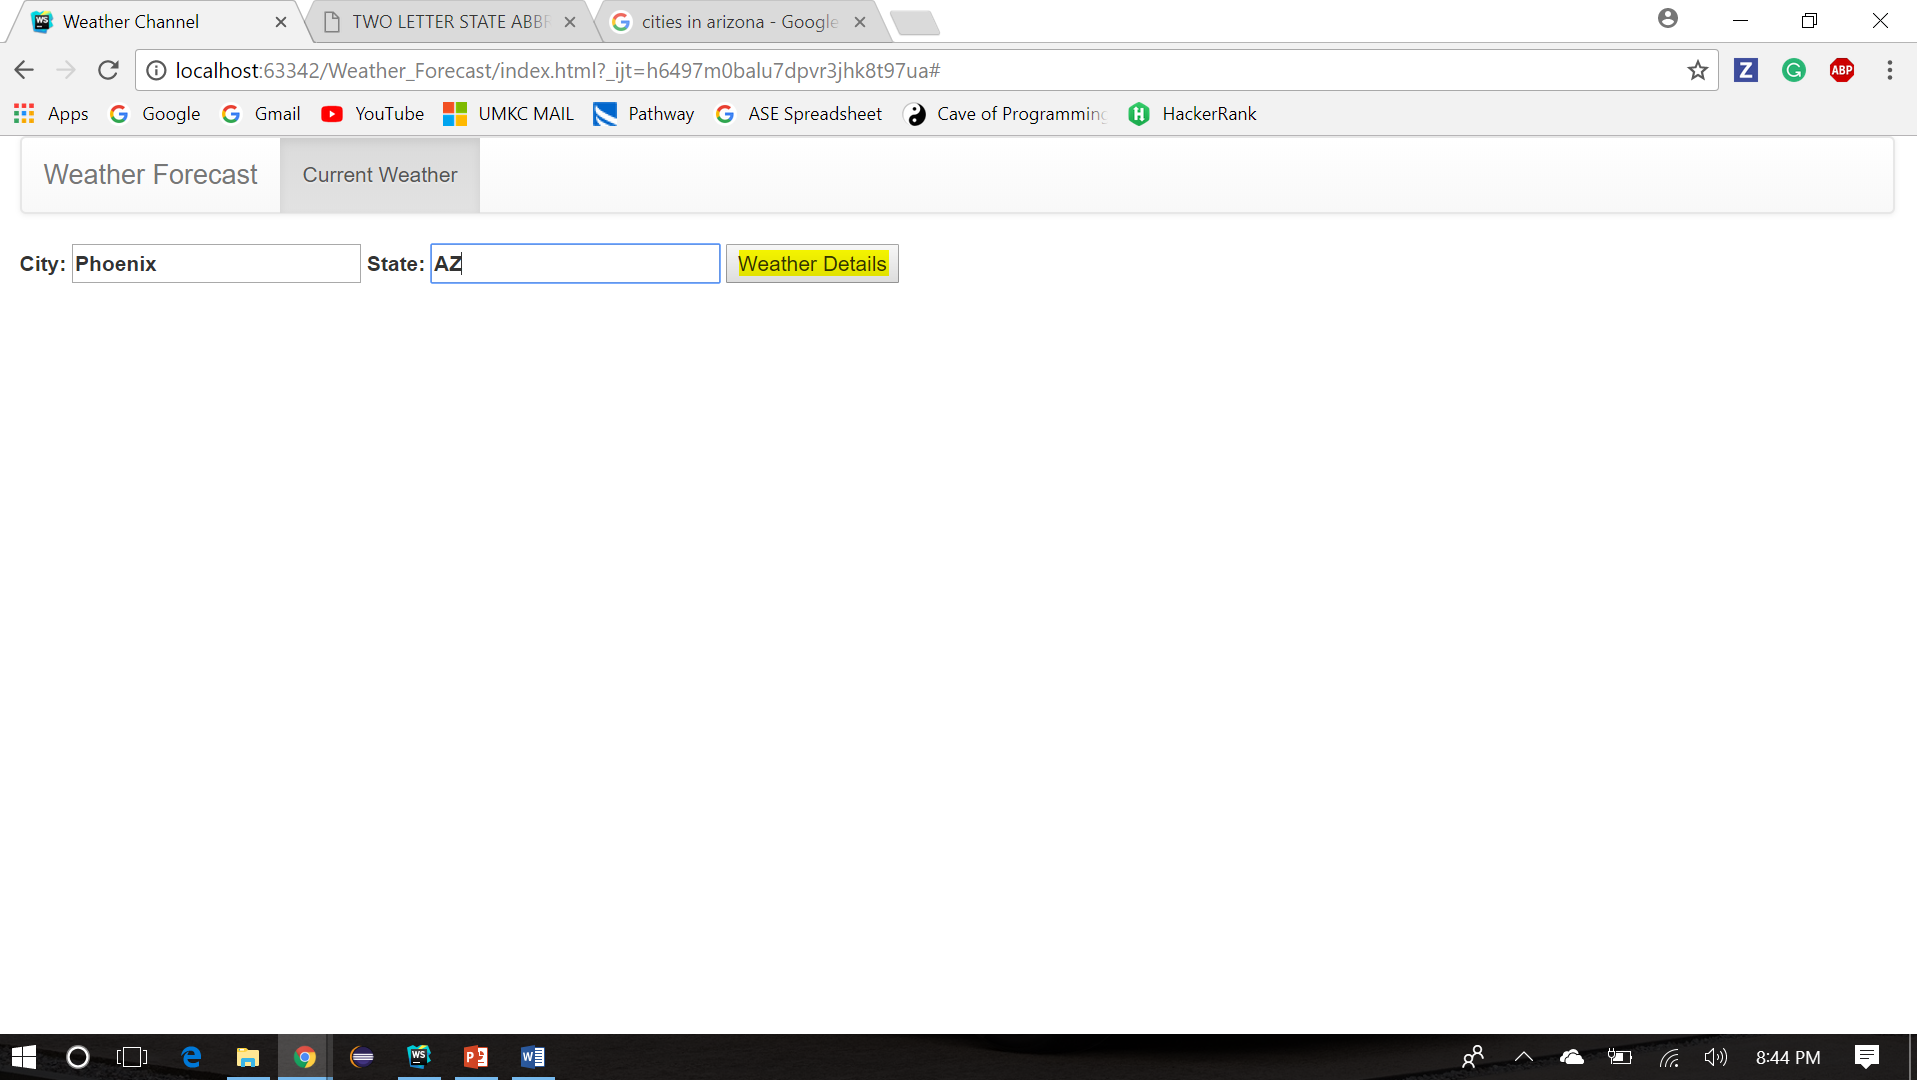 Weather Channel
TWO LETTER STATE ABBR
cities in arizona - Google
localhost:63342/Weather_Forecast/index.html?_ijt=h6497m0balu7dpvr3jhk8t97ua#
Z
G
ABP
Apps
Google
Gmail
YouTube
UMKC MAIL
Pathway
ASE Spreadsheet
Cave of Programming
HackerRank
Weather Forecast
Current Weather
City: Phoenix State: AZ Weather Details
8:44 PM